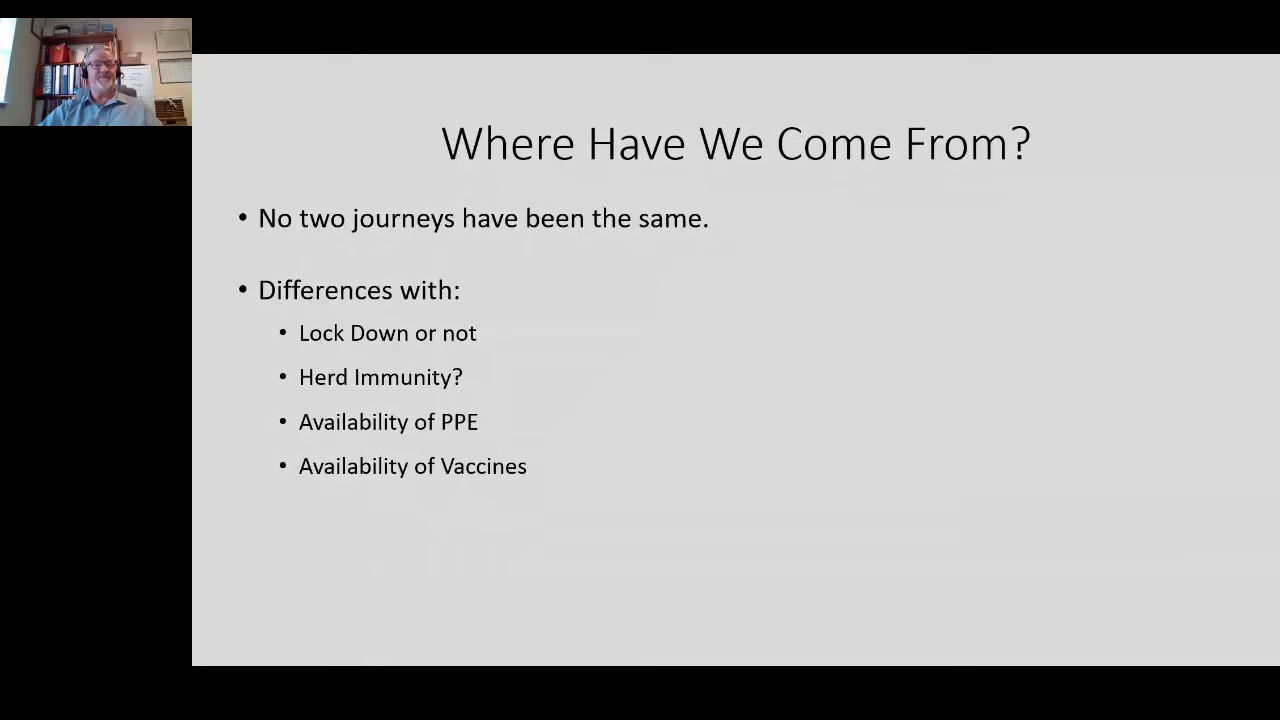 Where Have We Come From?
• No two journeys have been the same.
• Differences with:
• Lock Down or not
• Herd Immunity?
• Availability of PPE
• Availability of Vaccines